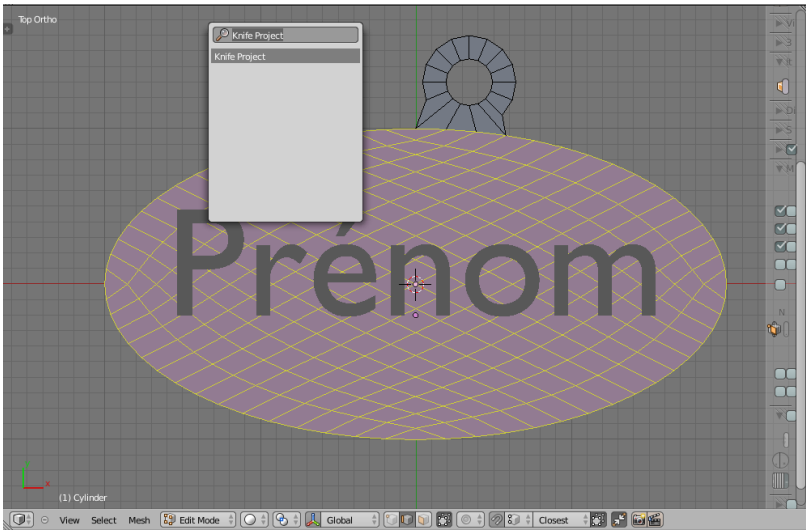 Top Ortho
Knife Project
Knife Project
Prénom
(1) Cylinder
View Select Mesh Edit Mode Global Closest